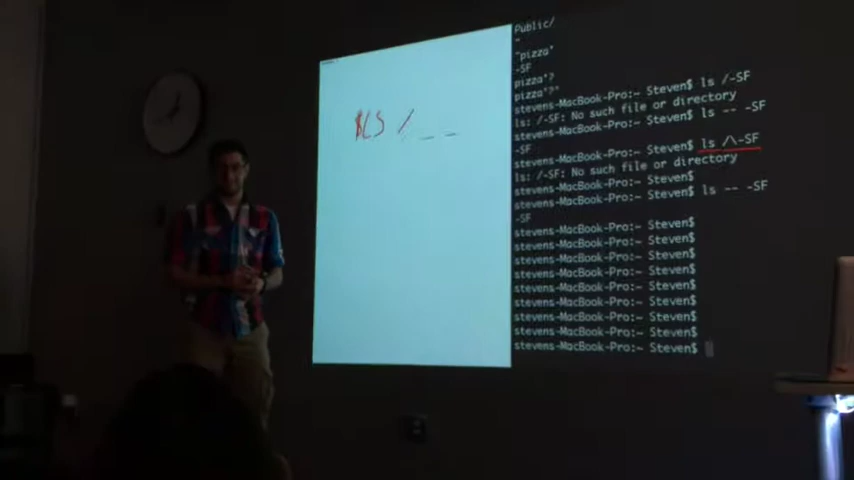 Public/
~
"pizza"
-SF
pizza"?
pizza"?"
stevens-MacBook-Pro:~ Steven$ ls /-SF
ls: /-SF: No such file or directory
stevens-MacBook-Pro:~ Steven$ ls -- -SF
-SF
stevens-MacBook-Pro:~ Steven$ ls /\-SF
ls: /-SF: No such file or directory
stevens-MacBook-Pro:~ Steven$
stevens-MacBook-Pro:~ Steven$ ls -- -SF
-SF
stevens-MacBook-Pro:~ Steven$
stevens-MacBook-Pro:~ Steven$
stevens-MacBook-Pro:~ Steven$
stevens-MacBook-Pro:~ Steven$
stevens-MacBook-Pro:~ Steven$
stevens-MacBook-Pro:~ Steven$
stevens-MacBook-Pro:~ Steven$
stevens-MacBook-Pro:~ Steven$
stevens-MacBook-Pro:~ Steven$